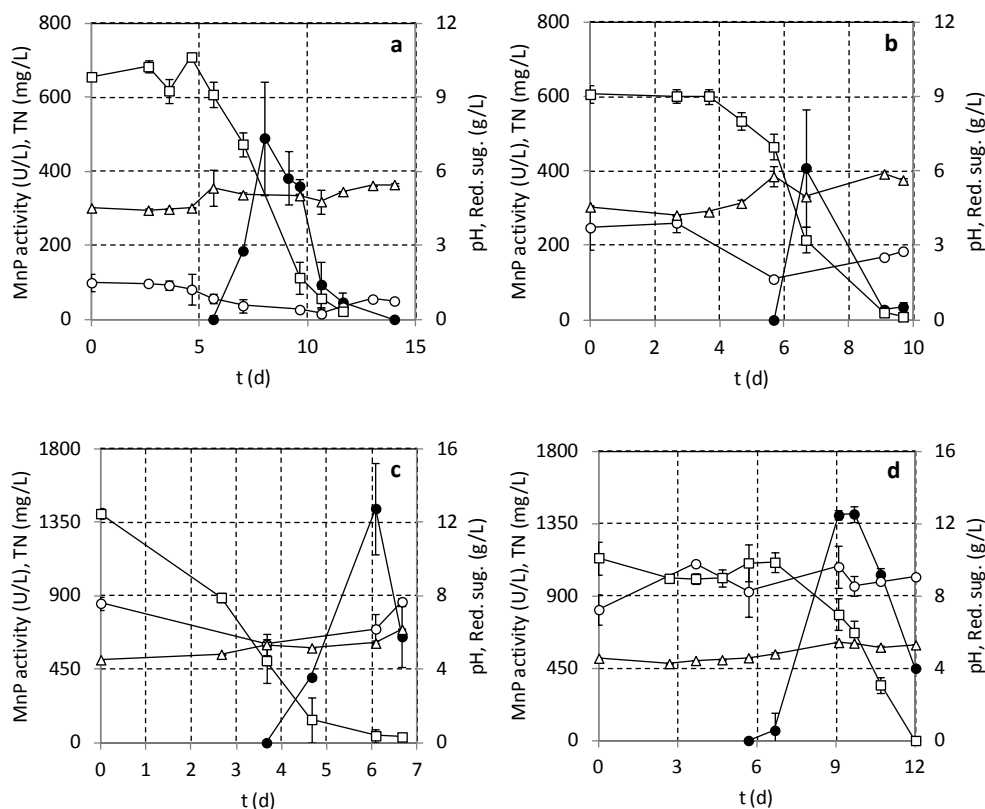 a
MnP activity (U/L), TN (mg/L)
800
600
400
200
0
12
9
6
3
0
pH, Red. sug. (g/L)
0 5 10 15
t (d)
b
MnP activity (U/L), TN (mg/L)
800
600
400
200
0
12
9
6
3
0
pH, Red. sug. (g/L)
0 2 4 6 8 10
t (d)
c
MnP activity (U/L), TN (mg/L)
1800
1350
900
450
0
16
12
8
4
0
pH, Red. sug. (g/L)
0 1 2 3 4 5 6 7
t (d)
d
MnP activity (U/L), TN (mg/L)
1800
1350
900
450
0
16
12
8
4
0
pH, Red. sug. (g/L)
0 3 6 9 12
t (d)